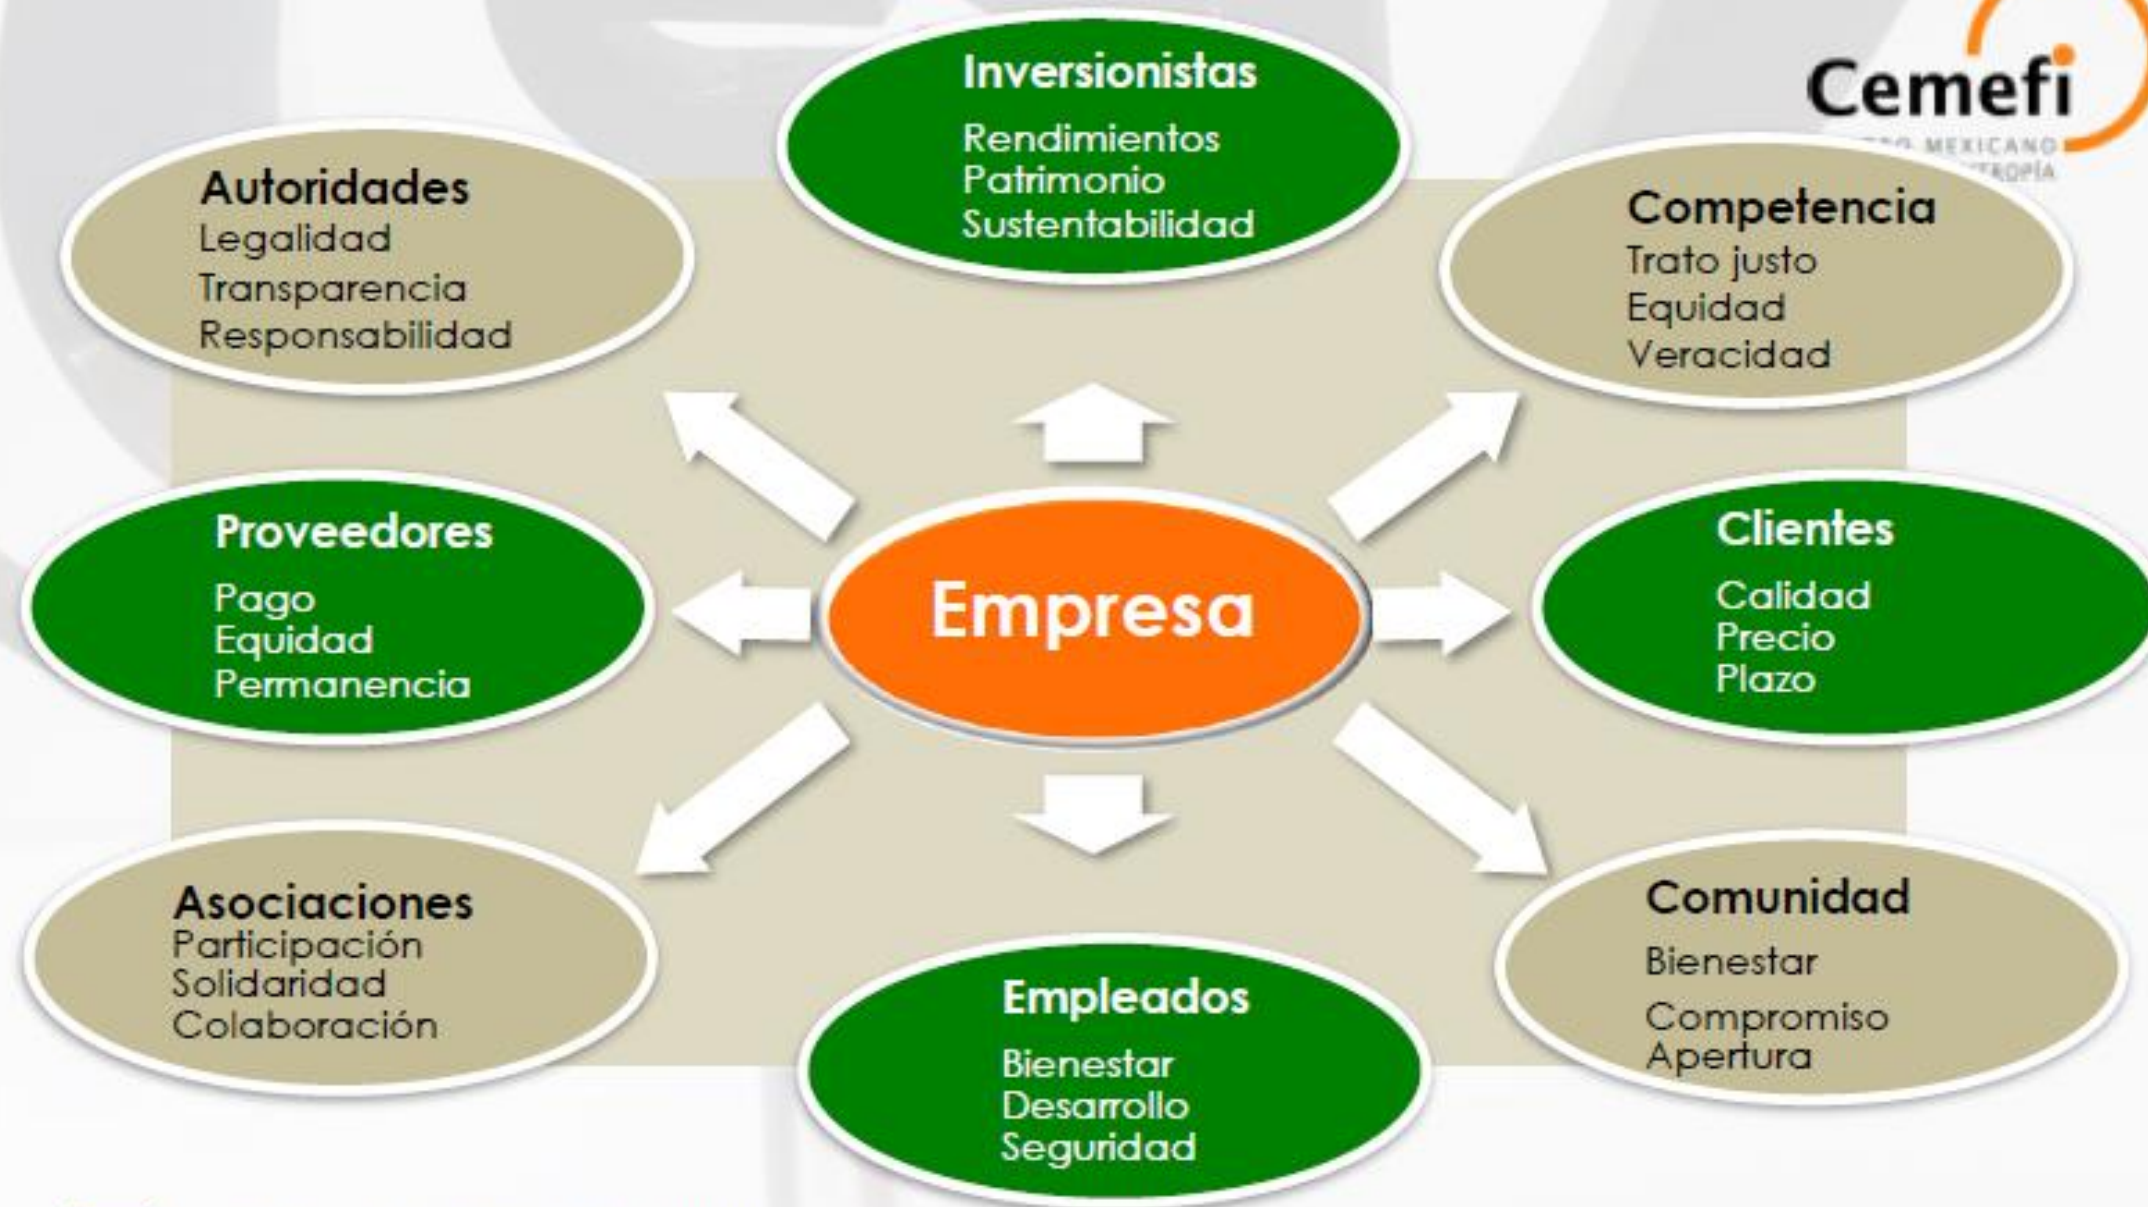 Inversionistas
Rendimientos
Patrimonio
Sustentabilidad
Cemefi
MEXICANO
Autoridades
Legalidad
Transparencia
Responsabilidad
Competencia
Trato justo
Equidad
Veracidad
Proveedores
Pago
Equidad
Permanencia
Empresa
Clientes
Calidad
Precio
Plazo
Asociaciones
Participación
Solidaridad
Colaboración
Empleados
Bienestar
Desarrollo
Seguridad
Comunidad
Bienestar
Compromiso
Apertura